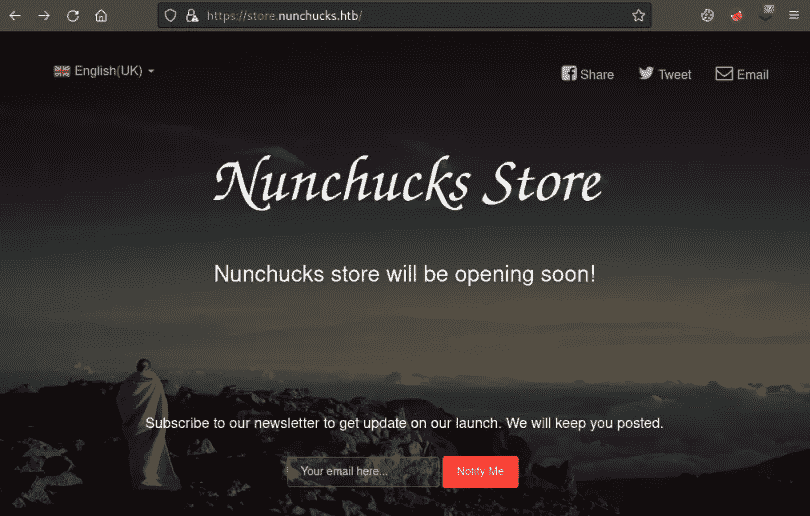 https://store.nunchucks.htb/
English(UK)
Share Tweet Email
Nunchucks Store
Nunchucks store will be opening soon!
Subscribe to our newsletter to get update on our launch. We will keep you posted.
Your email here... Notify Me